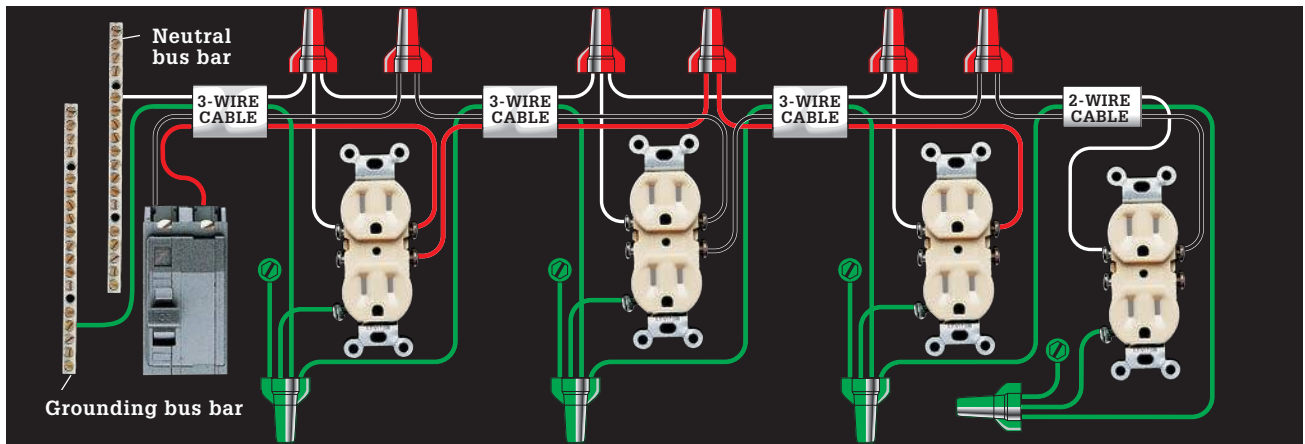 Neutral
bus bar
3-WIRE
CABLE
3-WIRE
CABLE
3-WIRE
CABLE
2-WIRE
CABLE
Grounding bus bar